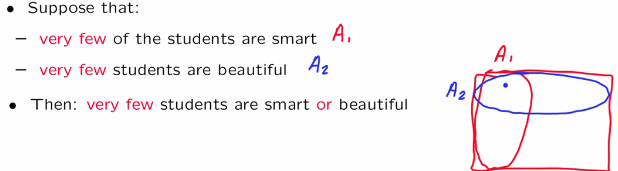 • Suppose that:
– very few of the students are smart A₁
– very few students are beautiful A₂
• Then: very few students are smart or beautiful
A₁
A₂